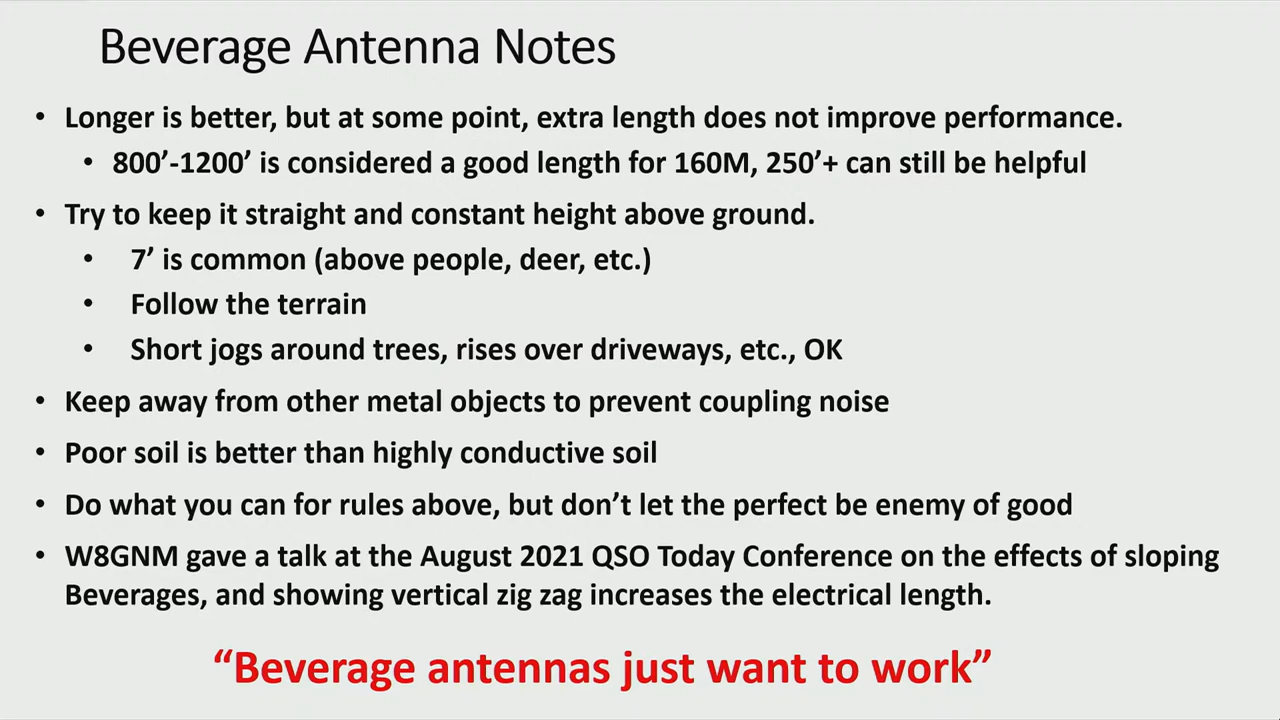 Beverage Antenna Notes
• Longer is better, but at some point, extra length does not improve performance.
• 800’-1200’ is considered a good length for 160M, 250’+ can still be helpful
• Try to keep it straight and constant height above ground.
• 7’ is common (above people, deer, etc.)
• Follow the terrain
• Short jogs around trees, rises over driveways, etc., OK
• Keep away from other metal objects to prevent coupling noise
• Poor soil is better than highly conductive soil
• Do what you can for rules above, but don’t let the perfect be enemy of good
• W8GNM gave a talk at the August 2021 QSO Today Conference on the effects of sloping
Beverages, and showing vertical zig zag increases the electrical length.
“Beverage antennas just want to work”